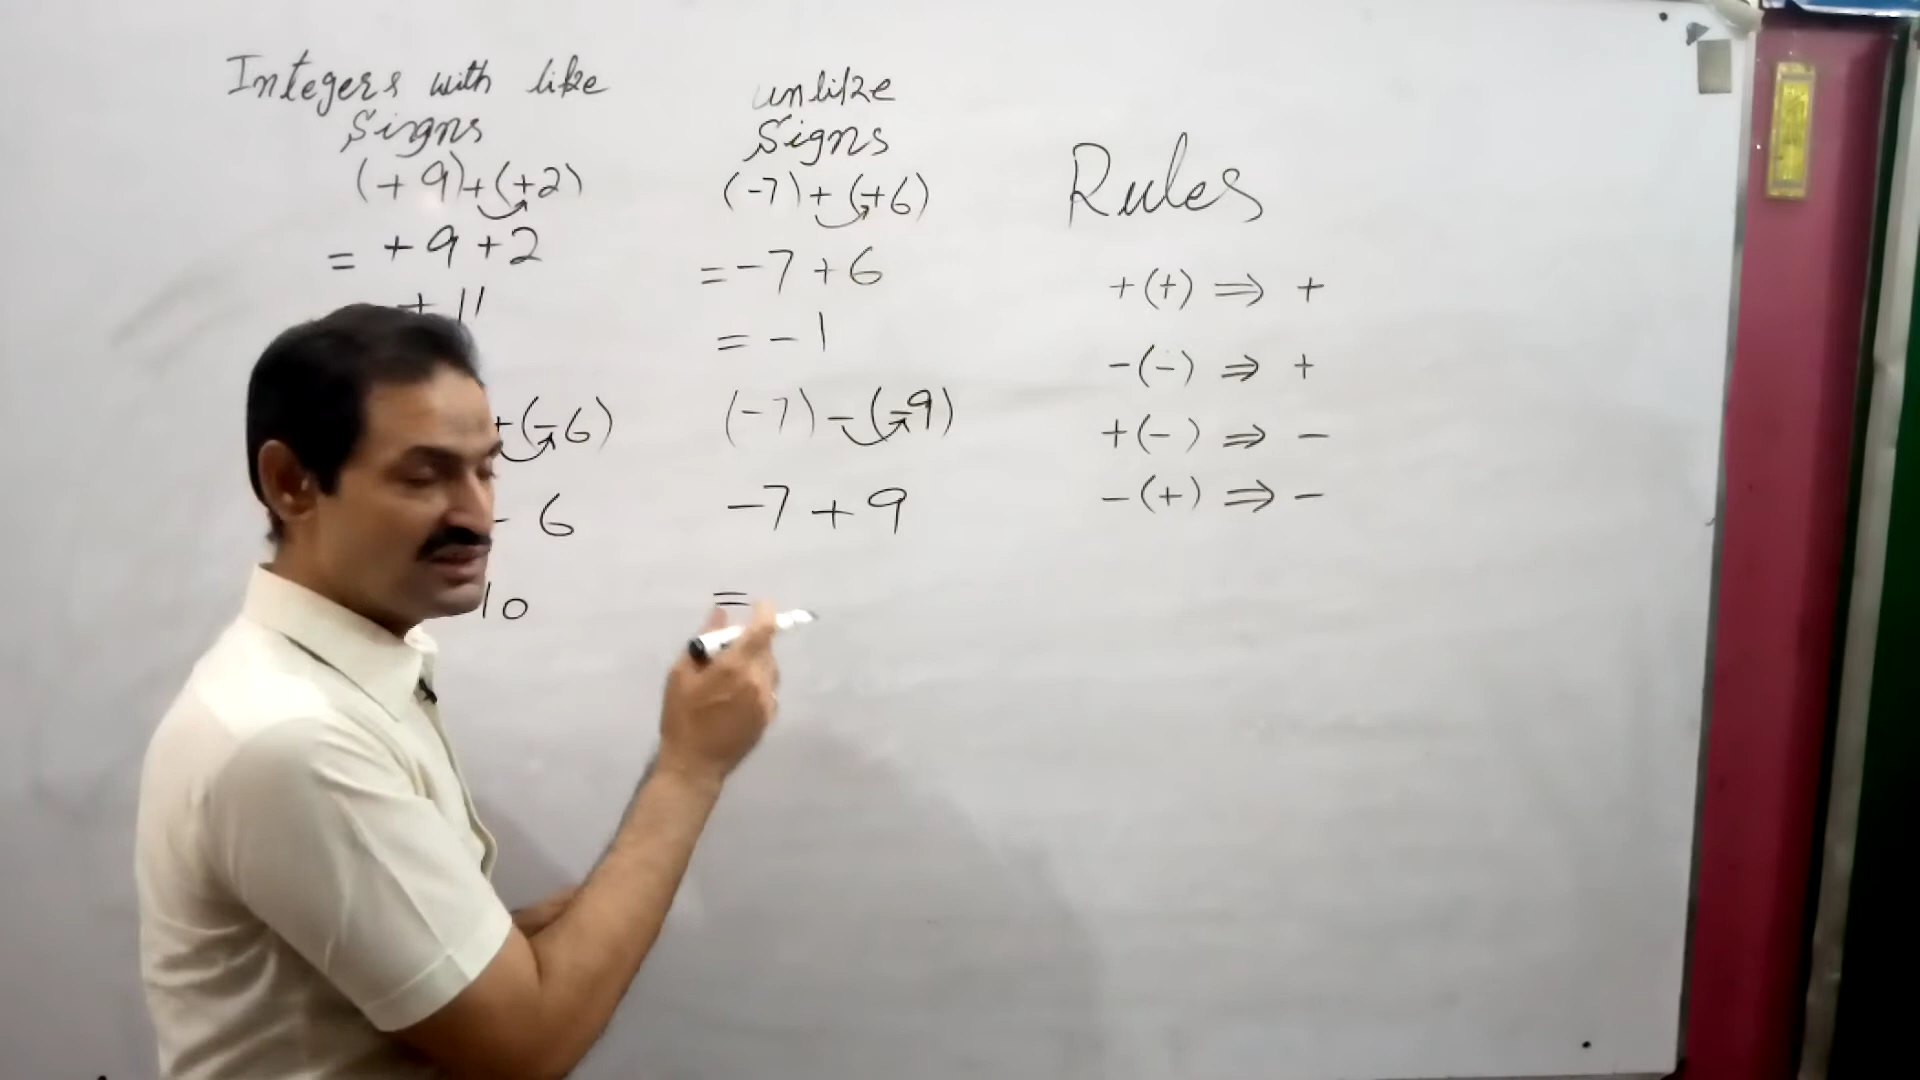 Integers with like
Signs
(+9)+(+2)
= +9+2
+ 11
+(-6)
- 6
10
unlike
Signs
(-7)+(+6)
=-7+6
= -1
(-7)-(-9)
-7+9
=
Rules
+(+) ⇒ +
-(-) ⇒ +
+(-) ⇒ -
-(+) ⇒ -